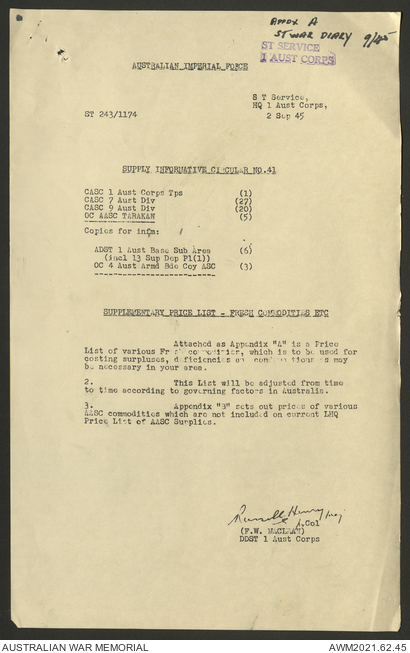 Appx A
ST WAR DIARY 9/45
ST SERVICE
1 AUST CORPS
AUSTRALIAN IMPERIAL FORCE
S T Service,
HQ 1 Aust Corps,
ST 243/1174
2 Sep 45
SUPPLY INFORMATIVE CIRCULAR NO.41
CASC 1 Aust Corps Tps (1)
CASC 7 Aust Div (27)
CASC 9 Aust Div (20)
OC AASC TARAKAN (5)
Copies for infm:
ADST 1 Aust Base Sub Area (6)
(incl 13 Sup Dep Pl(1))
OC 4 Aust Armd Bde Coy ASC (3)
SUPPLEMENTARY PRICE LIST - FRESH COMMODITIES ETC
Attached as Appendix "A" is a Price
List of various commodities, which is to be used for
costing surpluses, deficiencies as may
be necessary in your area.
2. This List will be adjusted from time
to time according to governing factors in Australia.
3. Appendix "B" sets out prices of various
AASC commodities which are not included on current LHQ
Price List of AASC Supplies.
Russell Henry Maj
Col
(F.W. MACLEAN)
DDST 1 Aust Corps
AUSTRALIAN WAR MEMORIAL
AWM2021.62.45